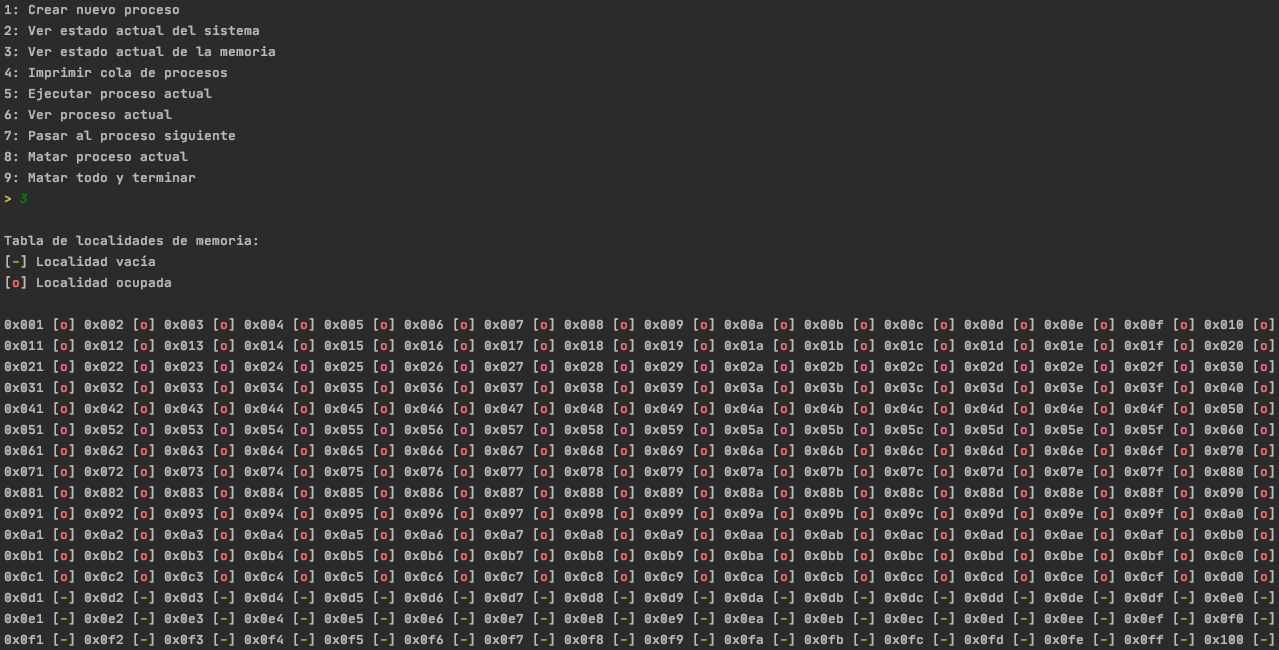 1: Crear nuevo proceso
2: Ver estado actual del sistema
3: Ver estado actual de la memoria
4: Imprimir cola de procesos
5: Ejecutar proceso actual
6: Ver proceso actual
7: Pasar al proceso siguiente
8: Matar proceso actual
9: Matar todo y terminar
> 3
Tabla de localidades de memoria:
[-] Localidad vacía
[o] Localidad ocupada
0x001 [o] 0x002 [o] 0x003 [o] 0x004 [o] 0x005 [o] 0x006 [o] 0x007 [o] 0x008 [o] 0x009 [o] 0x00a [o] 0x00b [o] 0x00c [o] 0x00d [o] 0x00e [o] 0x00f [o] 0x010 [o]
0x011 [o] 0x012 [o] 0x013 [o] 0x014 [o] 0x015 [o] 0x016 [o] 0x017 [o] 0x018 [o] 0x019 [o] 0x01a [o] 0x01b [o] 0x01c [o] 0x01d [o] 0x01e [o] 0x01f [o] 0x020 [o]
0x021 [o] 0x022 [o] 0x023 [o] 0x024 [o] 0x025 [o] 0x026 [o] 0x027 [o] 0x028 [o] 0x029 [o] 0x02a [o] 0x02b [o] 0x02c [o] 0x02d [o] 0x02e [o] 0x02f [o] 0x030 [o]
0x031 [o] 0x032 [o] 0x033 [o] 0x034 [o] 0x035 [o] 0x036 [o] 0x037 [o] 0x038 [o] 0x039 [o] 0x03a [o] 0x03b [o] 0x03c [o] 0x03d [o] 0x03e [o] 0x03f [o] 0x040 [o]
0x041 [o] 0x042 [o] 0x043 [o] 0x044 [o] 0x045 [o] 0x046 [o] 0x047 [o] 0x048 [o] 0x049 [o] 0x04a [o] 0x04b [o] 0x04c [o] 0x04d [o] 0x04e [o] 0x04f [o] 0x050 [o]
0x051 [o] 0x052 [o] 0x053 [o] 0x054 [o] 0x055 [o] 0x056 [o] 0x057 [o] 0x058 [o] 0x059 [o] 0x05a [o] 0x05b [o] 0x05c [o] 0x05d [o] 0x05e [o] 0x05f [o] 0x060 [o]
0x061 [o] 0x062 [o] 0x063 [o] 0x064 [o] 0x065 [o] 0x066 [o] 0x067 [o] 0x068 [o] 0x069 [o] 0x06a [o] 0x06b [o] 0x06c [o] 0x06d [o] 0x06e [o] 0x06f [o] 0x070 [o]
0x071 [o] 0x072 [o] 0x073 [o] 0x074 [o] 0x075 [o] 0x076 [o] 0x077 [o] 0x078 [o] 0x079 [o] 0x07a [o] 0x07b [o] 0x07c [o] 0x07d [o] 0x07e [o] 0x07f [o] 0x080 [o]
0x081 [o] 0x082 [o] 0x083 [o] 0x084 [o] 0x085 [o] 0x086 [o] 0x087 [o] 0x088 [o] 0x089 [o] 0x08a [o] 0x08b [o] 0x08c [o] 0x08d [o] 0x08e [o] 0x08f [o] 0x090 [o]
0x091 [o] 0x092 [o] 0x093 [o] 0x094 [o] 0x095 [o] 0x096 [o] 0x097 [o] 0x098 [o] 0x099 [o] 0x09a [o] 0x09b [o] 0x09c [o] 0x09d [o] 0x09e [o] 0x09f [o] 0x0a0 [o]
0x0a1 [o] 0x0a2 [o] 0x0a3 [o] 0x0a4 [o] 0x0a5 [o] 0x0a6 [o] 0x0a7 [o] 0x0a8 [o] 0x0a9 [o] 0x0aa [o] 0x0ab [o] 0x0ac [o] 0x0ad [o] 0x0ae [o] 0x0af [o] 0x0b0 [o]
0x0b1 [o] 0x0b2 [o] 0x0b3 [o] 0x0b4 [o] 0x0b5 [o] 0x0b6 [o] 0x0b7 [o] 0x0b8 [o] 0x0b9 [o] 0x0ba [o] 0x0bb [o] 0x0bc [o] 0x0bd [o] 0x0be [o] 0x0bf [o] 0x0c0 [o]
0x0c1 [o] 0x0c2 [o] 0x0c3 [o] 0x0c4 [o] 0x0c5 [o] 0x0c6 [o] 0x0c7 [o] 0x0c8 [o] 0x0c9 [o] 0x0ca [o] 0x0cb [o] 0x0cc [o] 0x0cd [o] 0x0ce [o] 0x0cf [o] 0x0d0 [o]
0x0d1 [-] 0x0d2 [-] 0x0d3 [-] 0x0d4 [-] 0x0d5 [-] 0x0d6 [-] 0x0d7 [-] 0x0d8 [-] 0x0d9 [-] 0x0da [-] 0x0db [-] 0x0dc [-] 0x0dd [-] 0x0de [-] 0x0df [-] 0x0e0 [-]
0x0e1 [-] 0x0e2 [-] 0x0e3 [-] 0x0e4 [-] 0x0e5 [-] 0x0e6 [-] 0x0e7 [-] 0x0e8 [-] 0x0e9 [-] 0x0ea [-] 0x0eb [-] 0x0ec [-] 0x0ed [-] 0x0ee [-] 0x0ef [-] 0x0f0 [-]
0x0f1 [-] 0x0f2 [-] 0x0f3 [-] 0x0f4 [-] 0x0f5 [-] 0x0f6 [-] 0x0f7 [-] 0x0f8 [-] 0x0f9 [-] 0x0fa [-] 0x0fb [-] 0x0fc [-] 0x0fd [-] 0x0fe [-] 0x0ff [-] 0x100 [-]